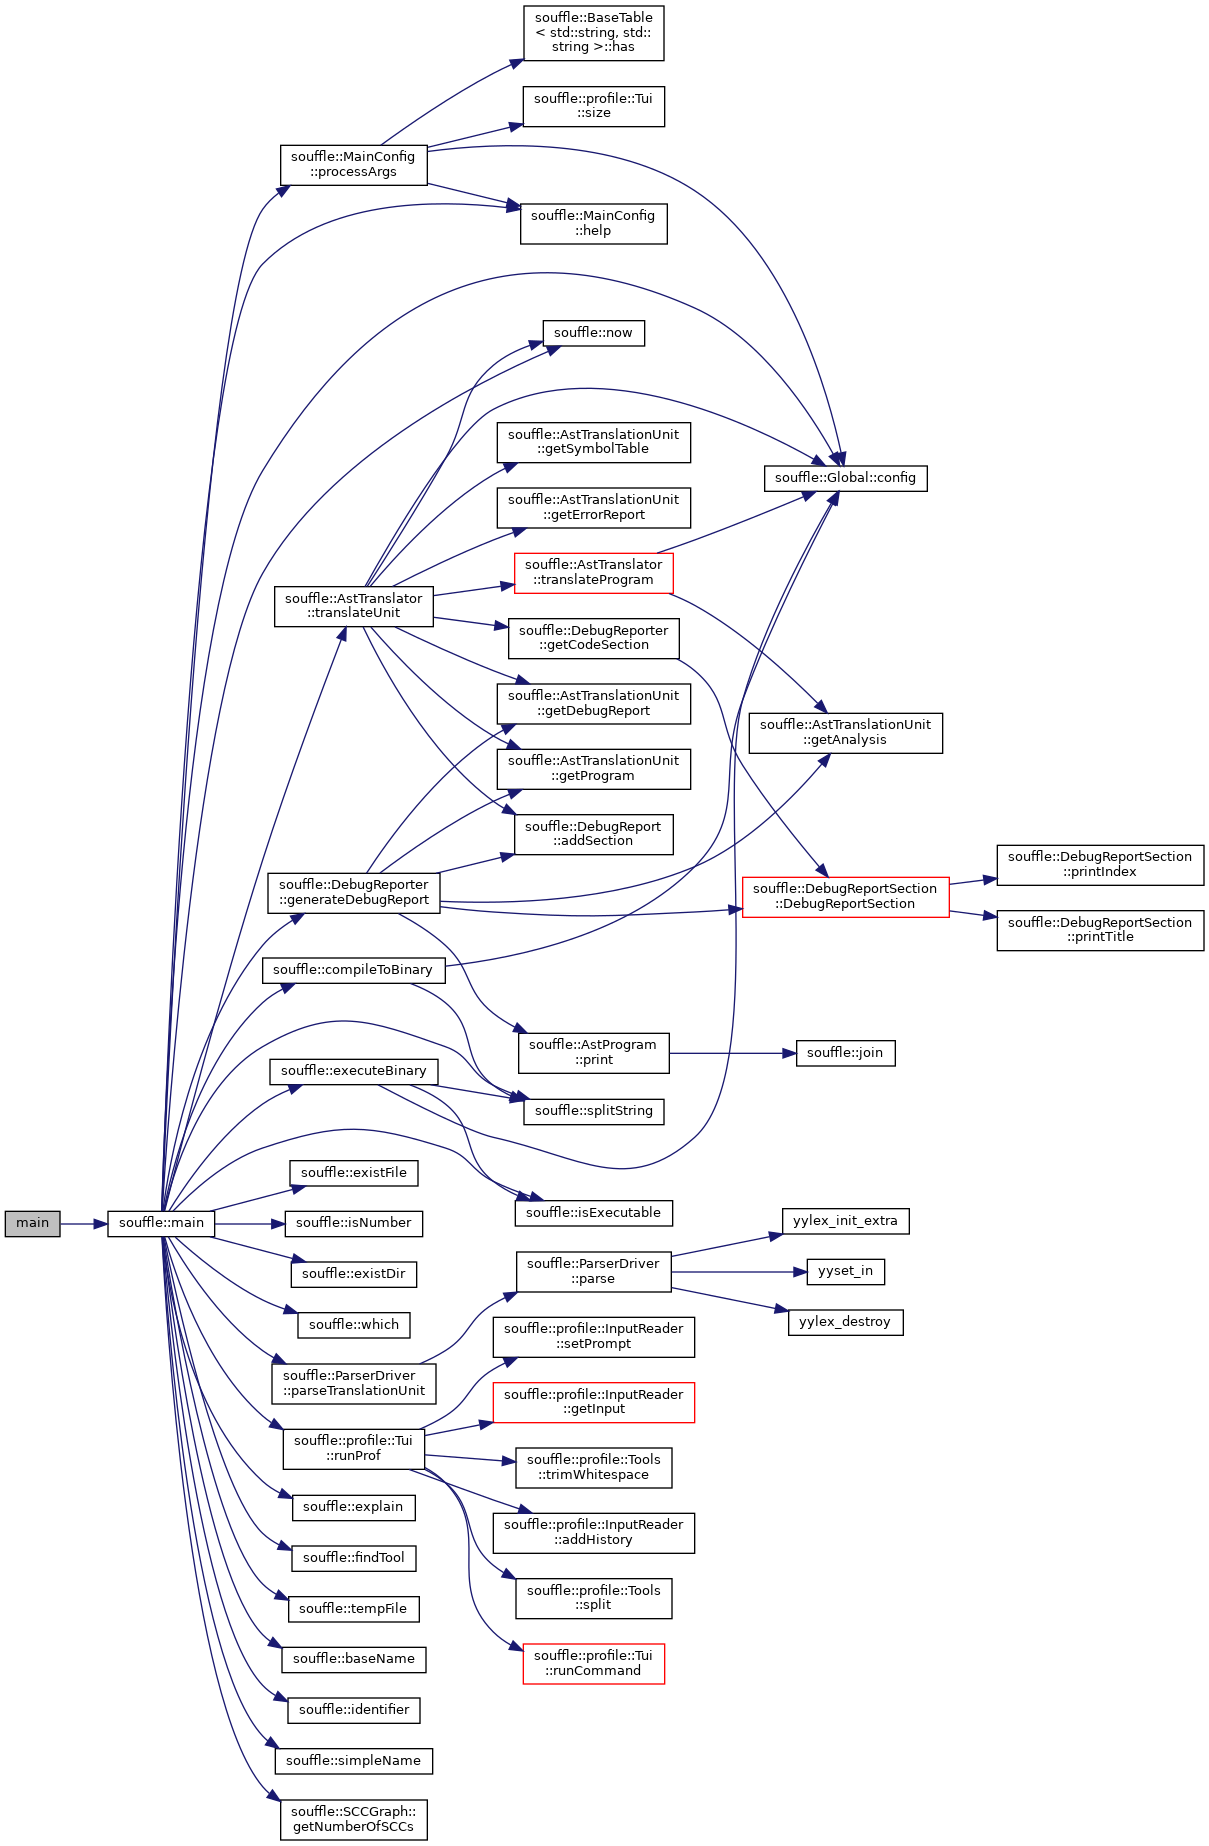 souffle::BaseTable
< std::string, std::
string >::has
souffle::profile::Tui
::size
souffle::MainConfig
::processArgs
souffle::MainConfig
::help
souffle::now
souffle::AstTranslationUnit
::getSymbolTable
souffle::Global::config
souffle::AstTranslationUnit
::getErrorReport
souffle::AstTranslator
::translateProgram
souffle::AstTranslator
::translateUnit
souffle::DebugReporter
::getCodeSection
souffle::AstTranslationUnit
::getDebugReport
souffle::AstTranslationUnit
::getAnalysis
souffle::AstTranslationUnit
::getProgram
souffle::DebugReport
::addSection
souffle::DebugReportSection
::printIndex
souffle::DebugReporter
::generateDebugReport
souffle::DebugReportSection
::DebugReportSection
souffle::DebugReportSection
::printTitle
souffle::compileToBinary
souffle::AstProgram
::print
souffle::join
souffle::executeBinary
souffle::splitString
souffle::existFile
souffle::isExecutable
main
souffle::main
souffle::isNumber
yylex_init_extra
souffle::existDir
souffle::ParserDriver
::parse
yyset_in
souffle::which
yylex_destroy
souffle::profile::InputReader
::setPrompt
souffle::ParserDriver
::parseTranslationUnit
souffle::profile::InputReader
::getInput
souffle::profile::Tui
::runProf
souffle::profile::Tools
::trimWhitespace
souffle::explain
souffle::profile::InputReader
::addHistory
souffle::findTool
souffle::profile::Tools
::split
souffle::tempFile
souffle::baseName
souffle::profile::Tui
::runCommand
souffle::identifier
souffle::simpleName
souffle::SCCGraph::
getNumberOfSCCs